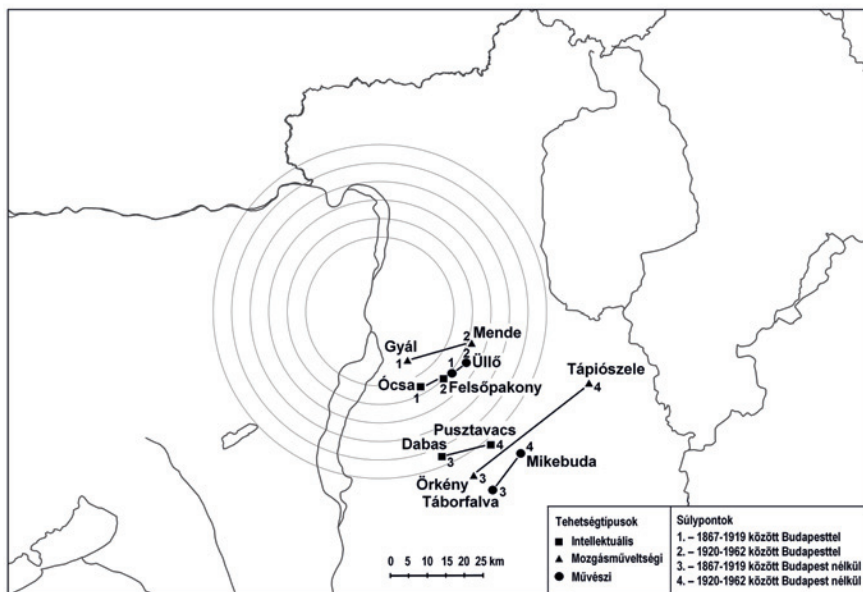 2 Mende
Gyál
1
1 2
Üllő
Tápiószele
4
Ócsa
1
2 Felsőpakony
Pusztavacs
4
Dabas
3
4
Mikebuda
Örkény 3
Táborfalva 3
0 5 10 15 20 25 km
Tehetségtípusok
Intellektuális
Mozgásműveltségi
Művészi
Súlypontok
1. – 1867-1919 között Budapesttel
2. – 1920-1962 között Budapesttel
3. – 1867-1919 között Budapest nélkül
4. – 1920-1962 között Budapest nélkül